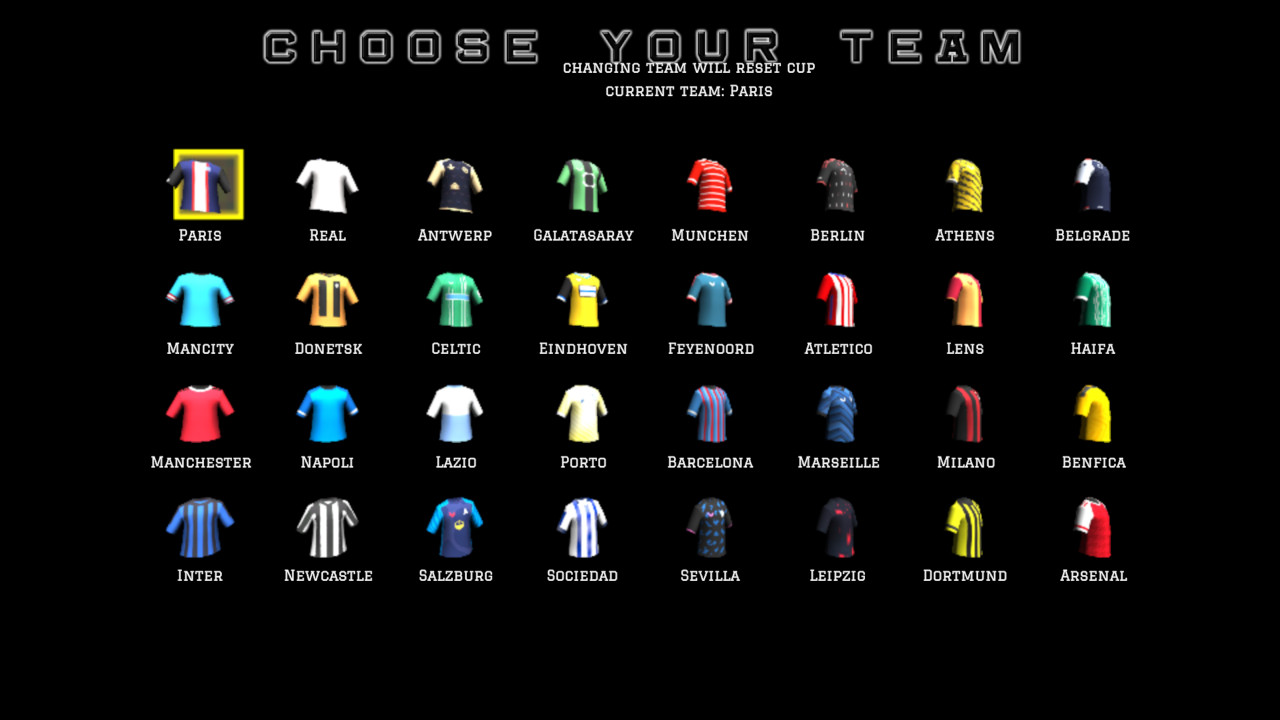 CHOOSE YOUR TEAM
CHANGING TEAM WILL RESET CUP
CURRENT TEAM: PARIS
PARIS REAL ANTWERP GALATASARAY MUNCHEN BERLIN ATHENS BELGRADE
MANCITY DONETSK CELTIC EINDHOVEN FEYENOORD ATLETICO LENS HAIFA
MANCHESTER NAPOLI LAZIO PORTO BARCELONA MARSEILLE MILANO BENFICA
INTER NEWCASTLE SALZBURG SOCIEDAD SEVILLA LEIPZIG DORTMUND ARSENAL